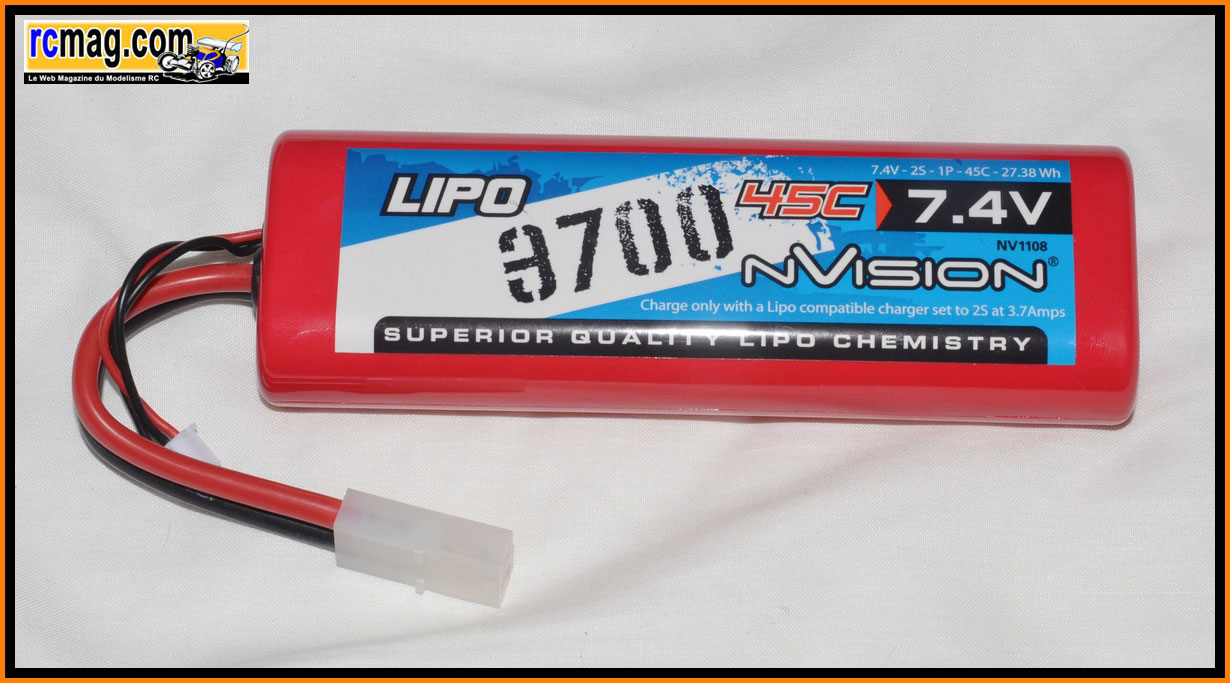 rcmag.com
Le Web Magazine du Modelisme RC
7.4V - 2S - 1P - 45C - 27.38 Wh
LIPO
3700
45C
7.4V
NV1108
NVISION®
Charge only with a Lipo compatible charger set to 2S at 3.7Amps
SUPERIOR QUALITY LIPO CHEMISTRY